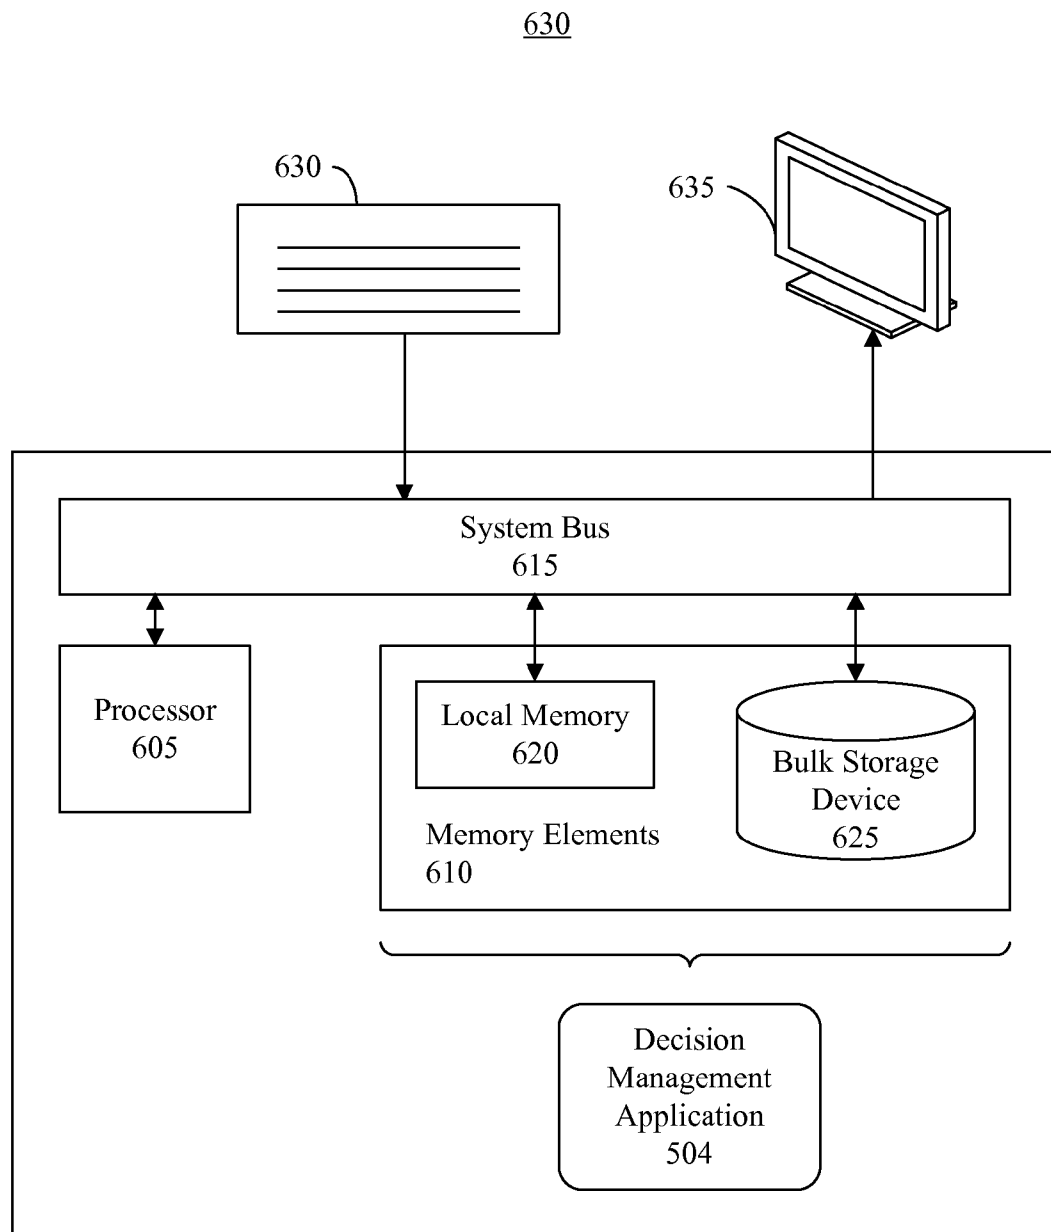 630
630
635
System Bus
615
Processor
605
Local Memory
620
Bulk Storage
Device
625
Memory Elements
610
Decision
Management
Application
504